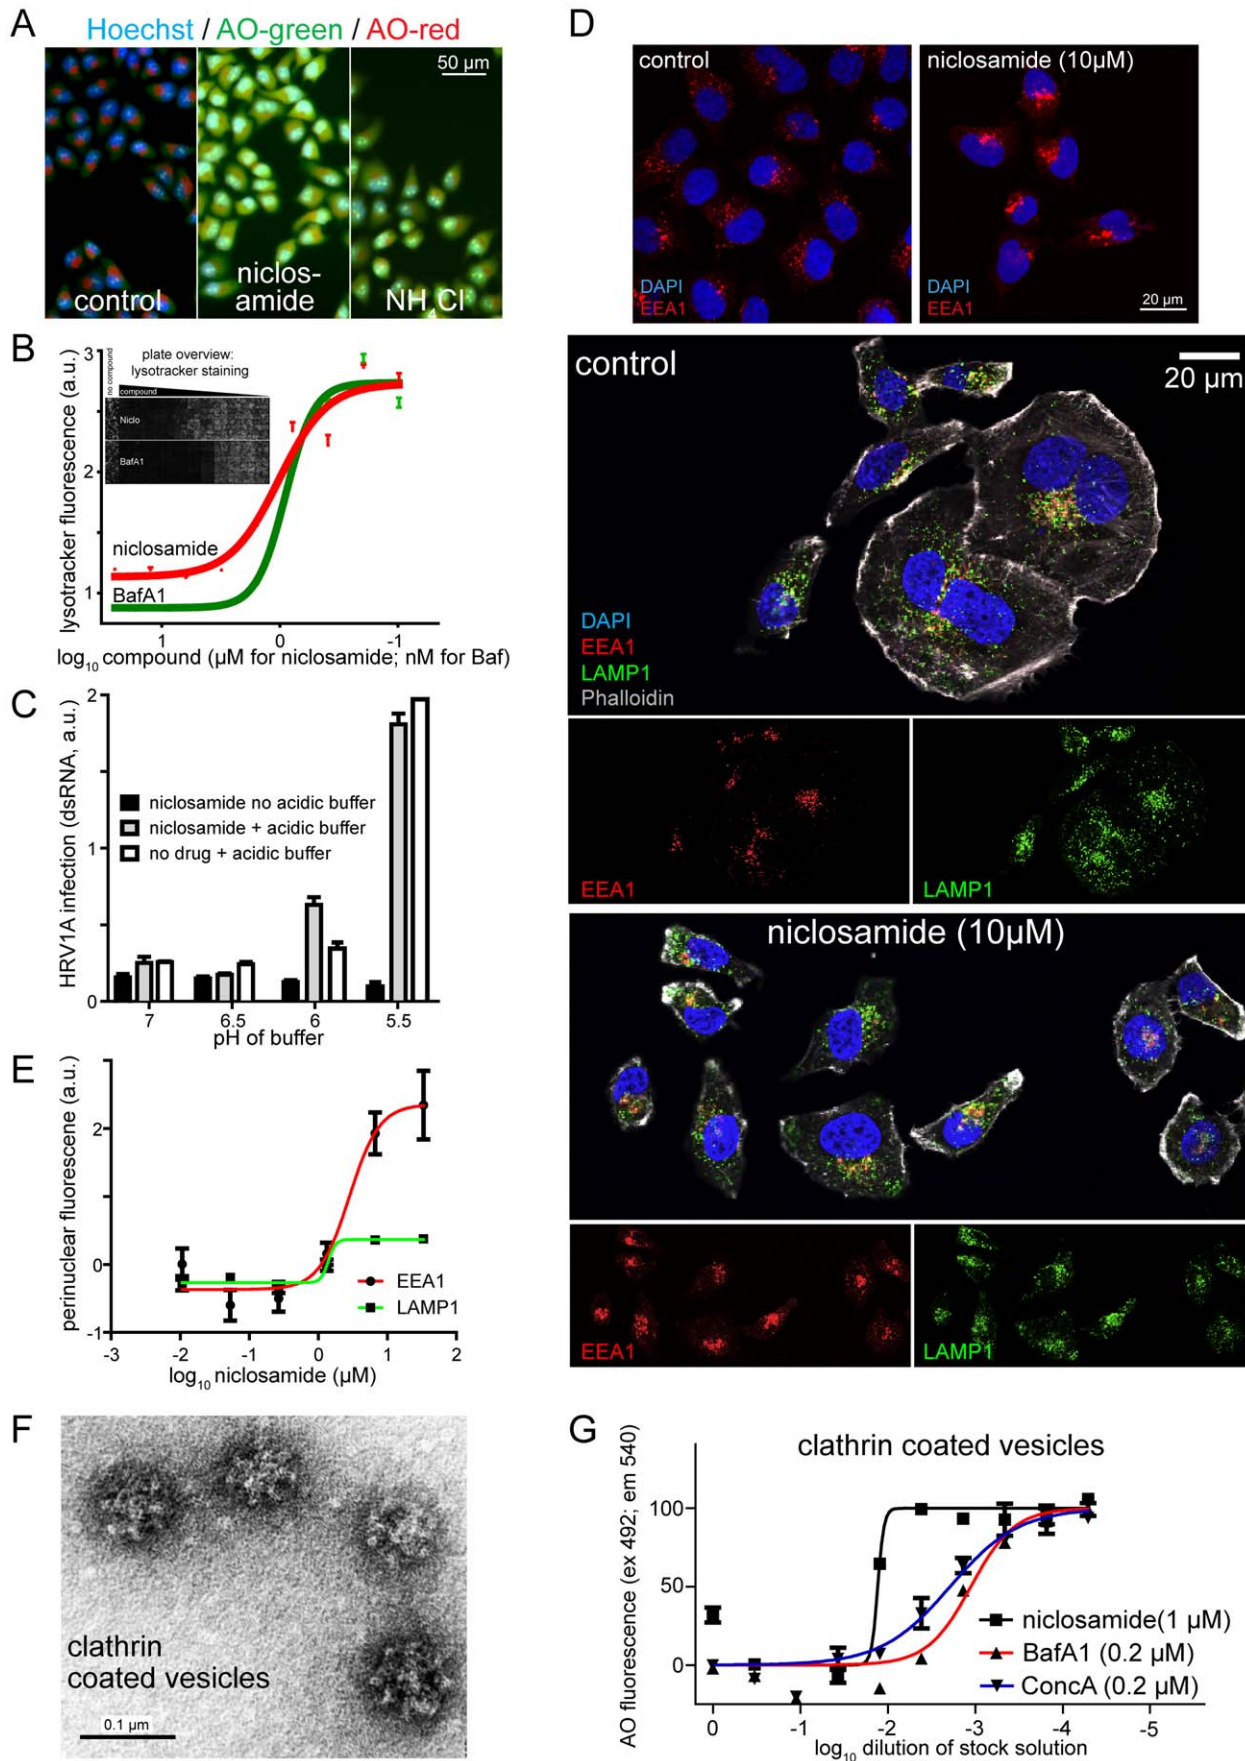 A
Hoechst / AO-green / AO-red
50 µm
control
niclos-
amide
NH4Cl
B
plate overview:
lysotracker staining
no compound
compound
Niclo
BafA1
lysotracker fluorescence (a.u.)
3
2
1
niclosamide
BafA1
1
0
-1
log10 compound (µM for niclosamide; nM for Baf)
C
HRV1A infection (dsRNA, a.u.)
2
1
0
niclosamide no acidic buffer
niclosamide + acidic buffer
no drug + acidic buffer
7
6.5
6
5.5
pH of buffer
E
perinuclear fluorescene (a.u.)
2
0
-1
EEA1
LAMP1
-3
-2
-1
0
1
2
log10 niclosamide (µM)
F
clathrin
coated vesicles
0.1 µm
D
control
DAPI
EEA1
niclosamide (10µM)
DAPI
EEA1
20 µm
control
20 µm
DAPI
EEA1
LAMP1
Phalloidin
EEA1
LAMP1
niclosamide (10µM)
EEA1
LAMP1
G
clathrin coated vesicles
AO fluorescence (ex 492; em 540)
100
50
0
niclosamide(1 µM)
BafA1 (0.2 µM)
ConcA (0.2 µM)
0
-1
-2
-3
-4
-5
log10 dilution of stock solution